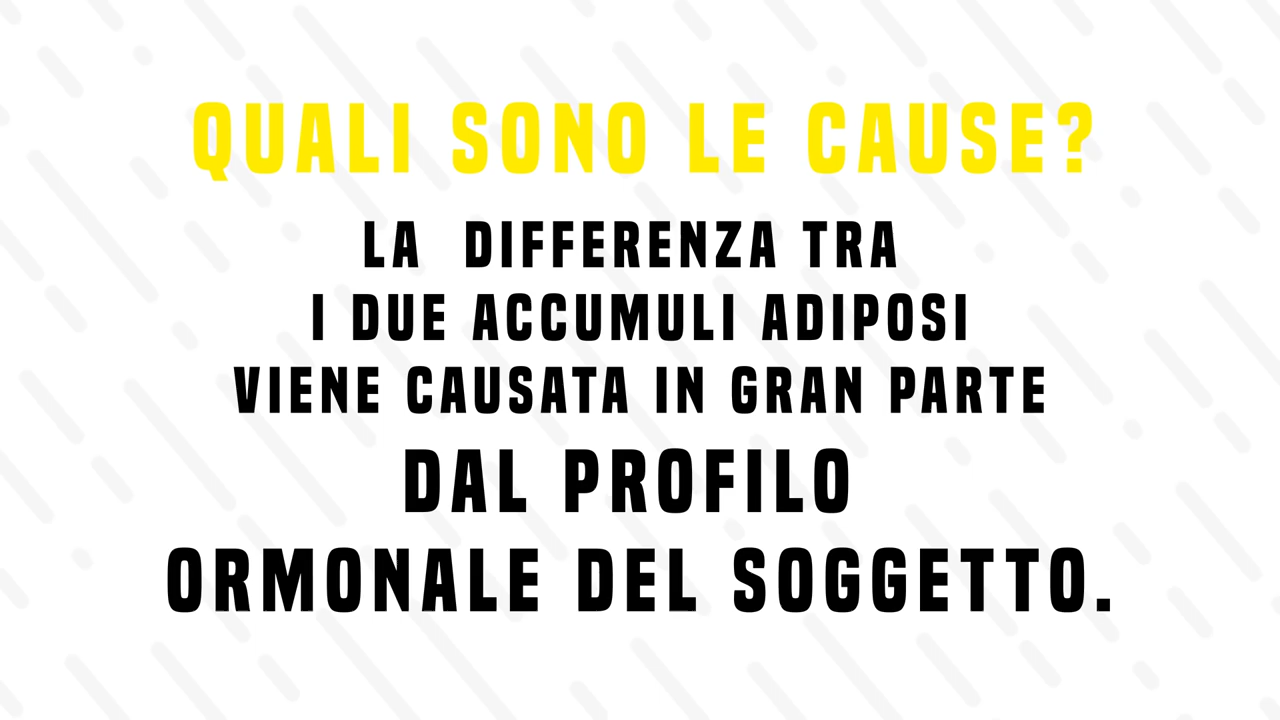 QUALI SONO LE CAUSE?
LA DIFFERENZA TRA
I DUE ACCUMULI ADIPOSI
VIENE CAUSATA IN GRAN PARTE
DAL PROFILO
ORMONALE DEL SOGGETTO.